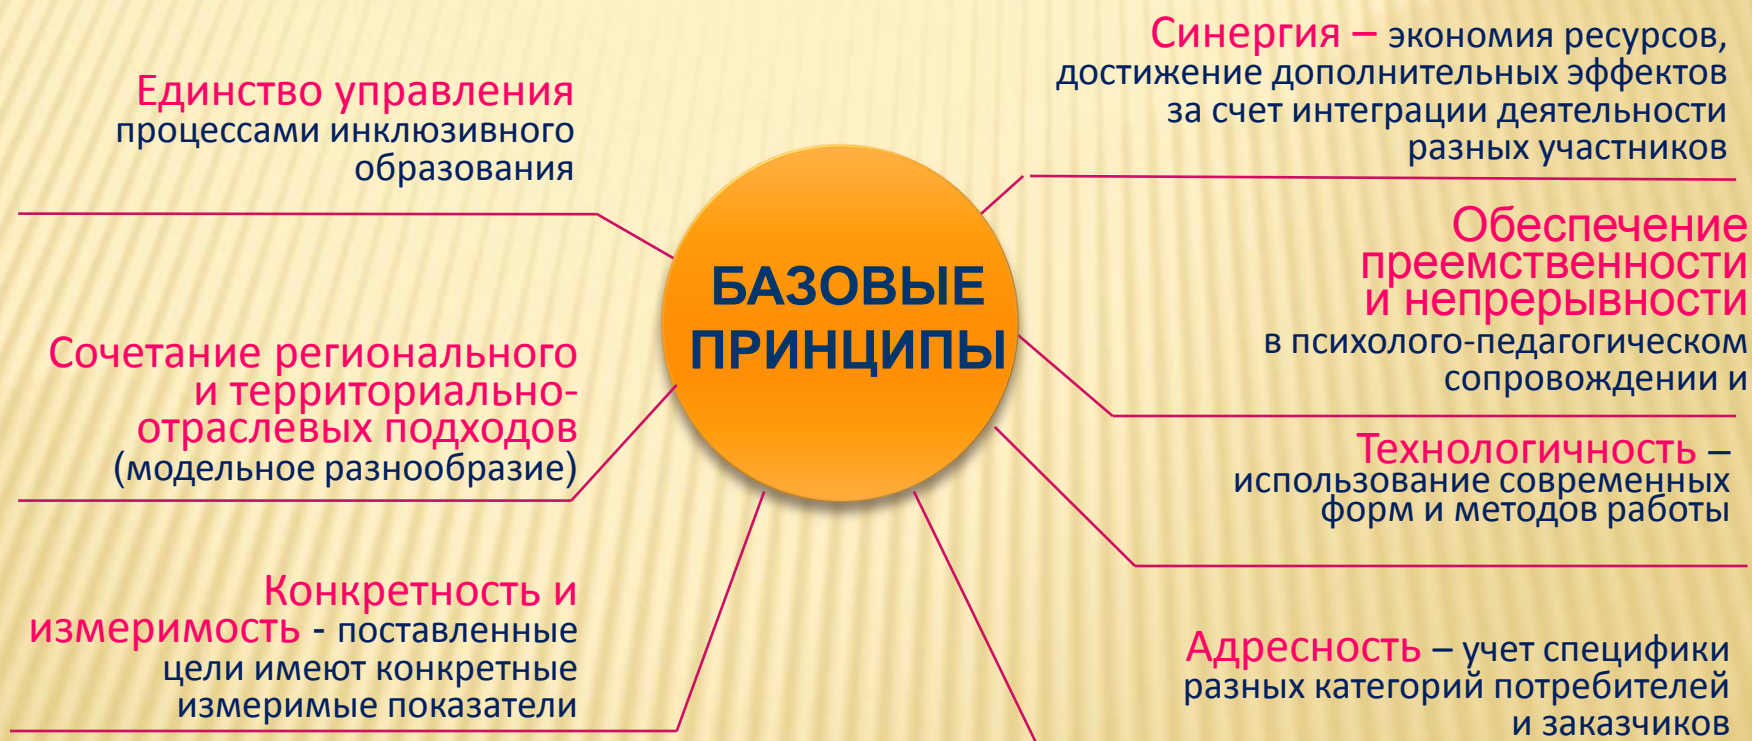 Единство управления
процессами инклюзивного
образования
Сочетание регионального
и территориально-
отраслевых подходов
(модельное разнообразие)
Конкретность и
измеримость - поставленные
цели имеют конкретные
измеримые показатели
БАЗОВЫЕ
ПРИНЦИПЫ
Синергия – экономия ресурсов,
достижение дополнительных эффектов
за счет интеграции деятельности
разных участников
Обеспечение
преемственности
и непрерывности
в психолого-педагогическом
сопровождении и
Технологичность –
использование современных
форм и методов работы
Адресность – учет специфики
разных категорий потребителей
и заказчиков